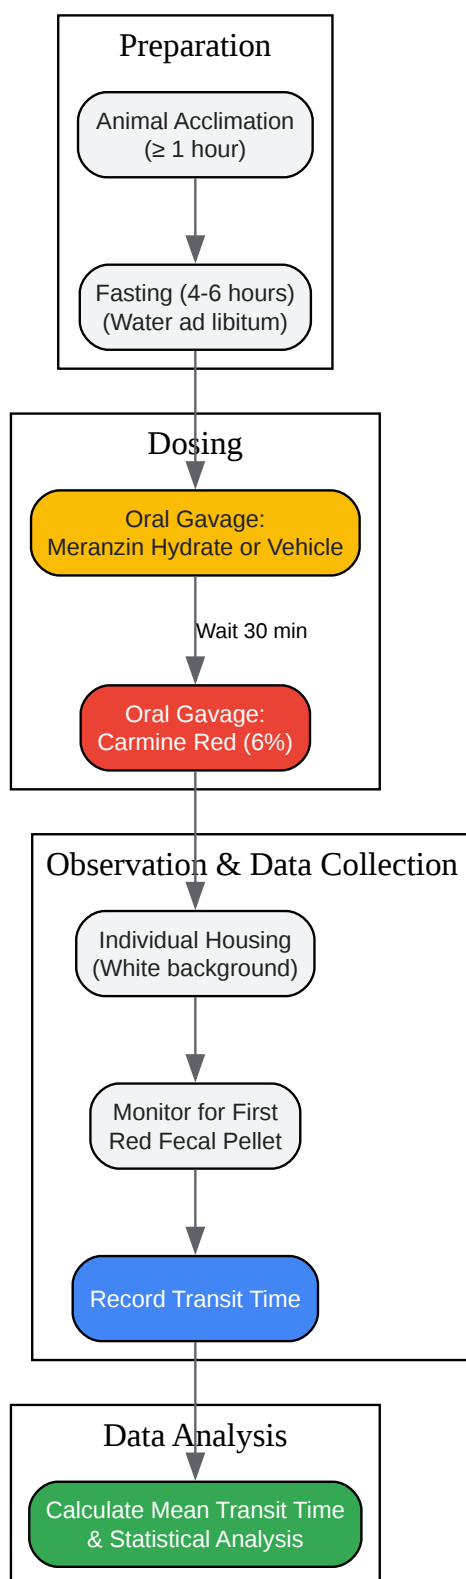 Preparation
Animal Acclimation
(≥ 1 hour)
Fasting (4-6 hours)
(Water ad libitum)
Dosing
Oral Gavage:
Meranzin Hydrate or Vehicle
Wait 30 min
Oral Gavage:
Carmine Red (6%)
Observation & Data Collection
Individual Housing
(White background)
Monitor for First
Red Fecal Pellet
Record Transit Time
Data Analysis
Calculate Mean Transit Time
& Statistical Analysis